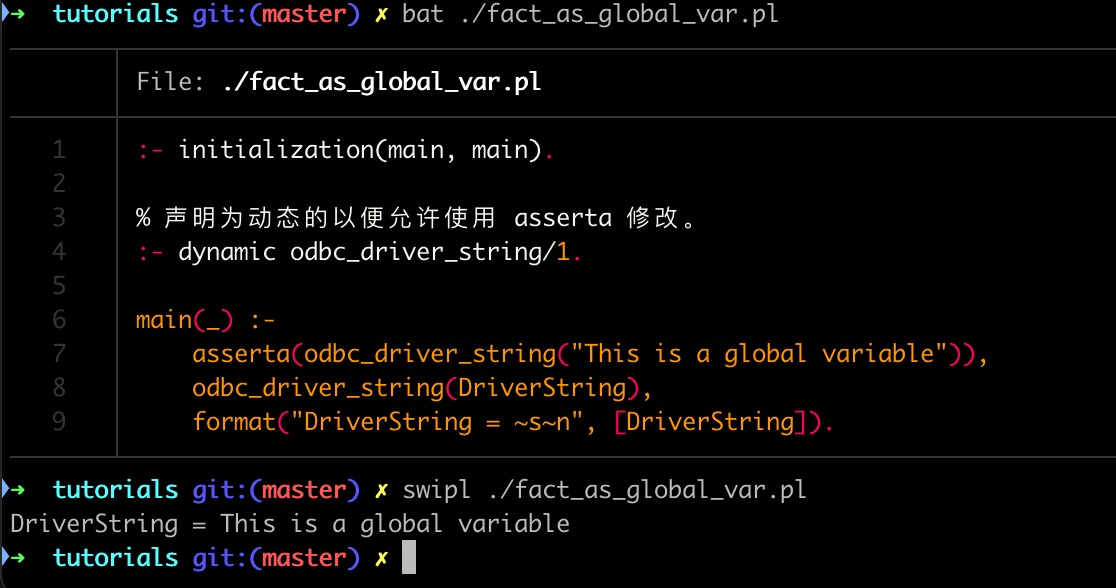 ➜ tutorials git:(master) ✗ bat ./fact_as_global_var.pl
File: ./fact_as_global_var.pl
1 :- initialization(main, main).
2
3 % 声明为动态的以便允许使用 asserta 修改。
4 :- dynamic odbc_driver_string/1.
5
6 main(_) :-
7     asserta(odbc_driver_string("This is a global variable")),
8     odbc_driver_string(DriverString),
9     format("DriverString = ~s~n", [DriverString]).
➜ tutorials git:(master) ✗ swipl ./fact_as_global_var.pl
DriverString = This is a global variable
➜ tutorials git:(master) ✗